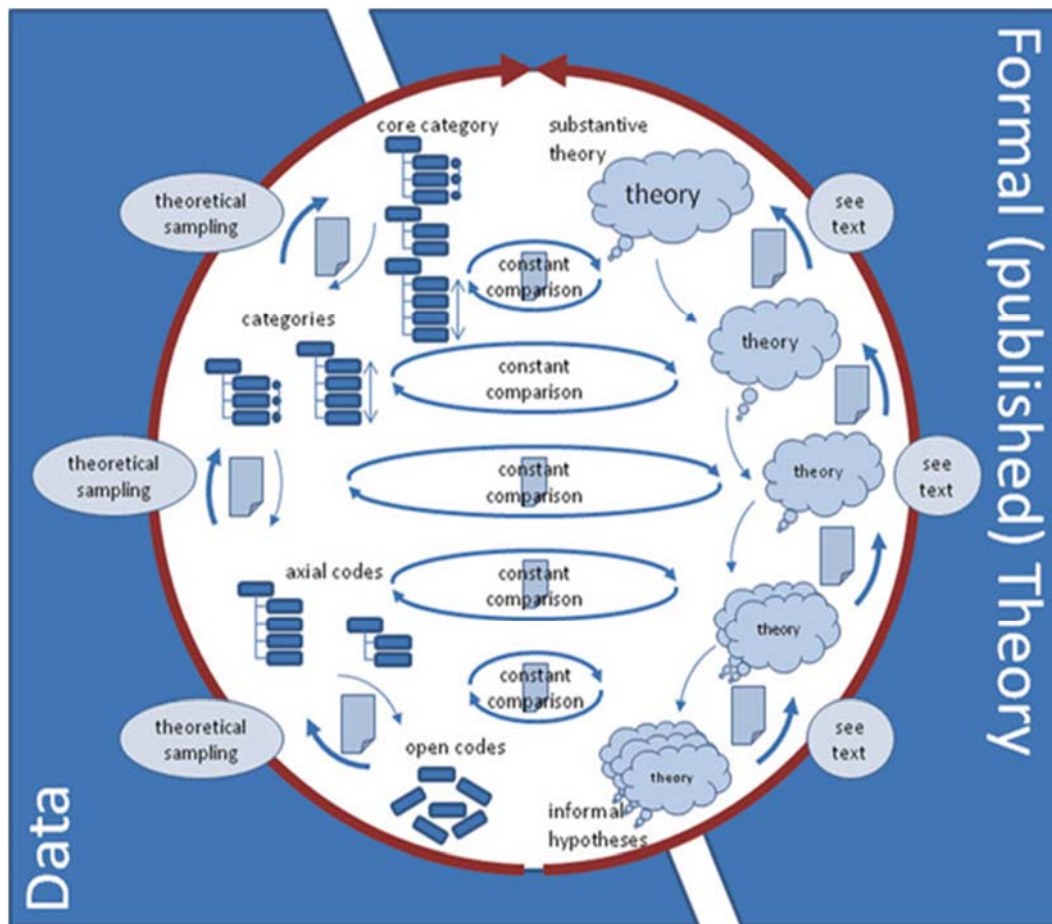 Formal (published) Theory
core category
substantive
theory
theory
theoretical
sampling
see
text
constant
comparison
categories
theory
constant
comparison
theoretical
sampling
constant
comparison
theory
see
text
axial codes
constant
comparison
theory
constant
comparison
theoretical
sampling
see
text
open codes
theory
informal
hypotheses
Data